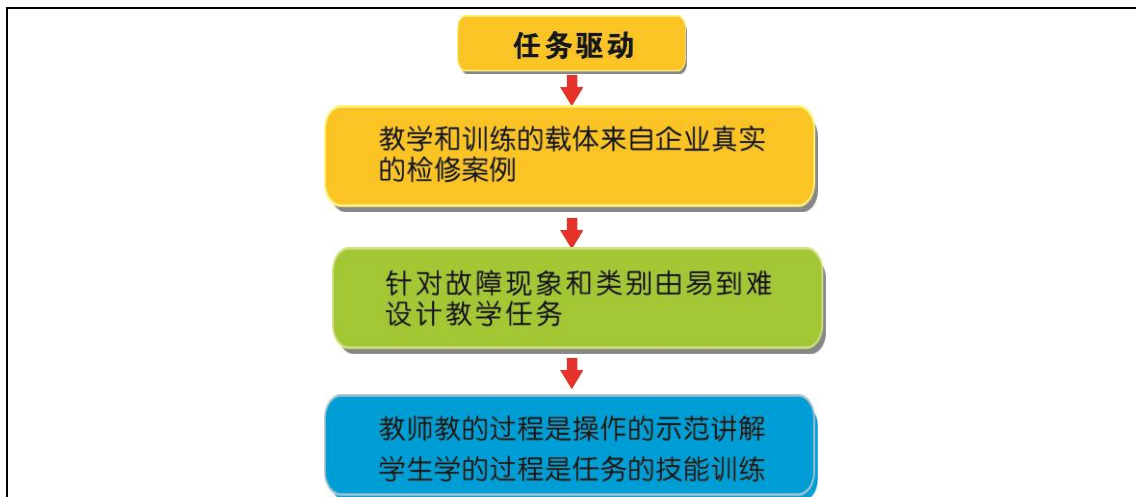 任务驱动
教学和训练的载体来自企业真实
的检修案例
针对故障现象和类别由易到难
设计教学任务
教师教的过程是操作的示范讲解
学生学的过程是任务的技能训练